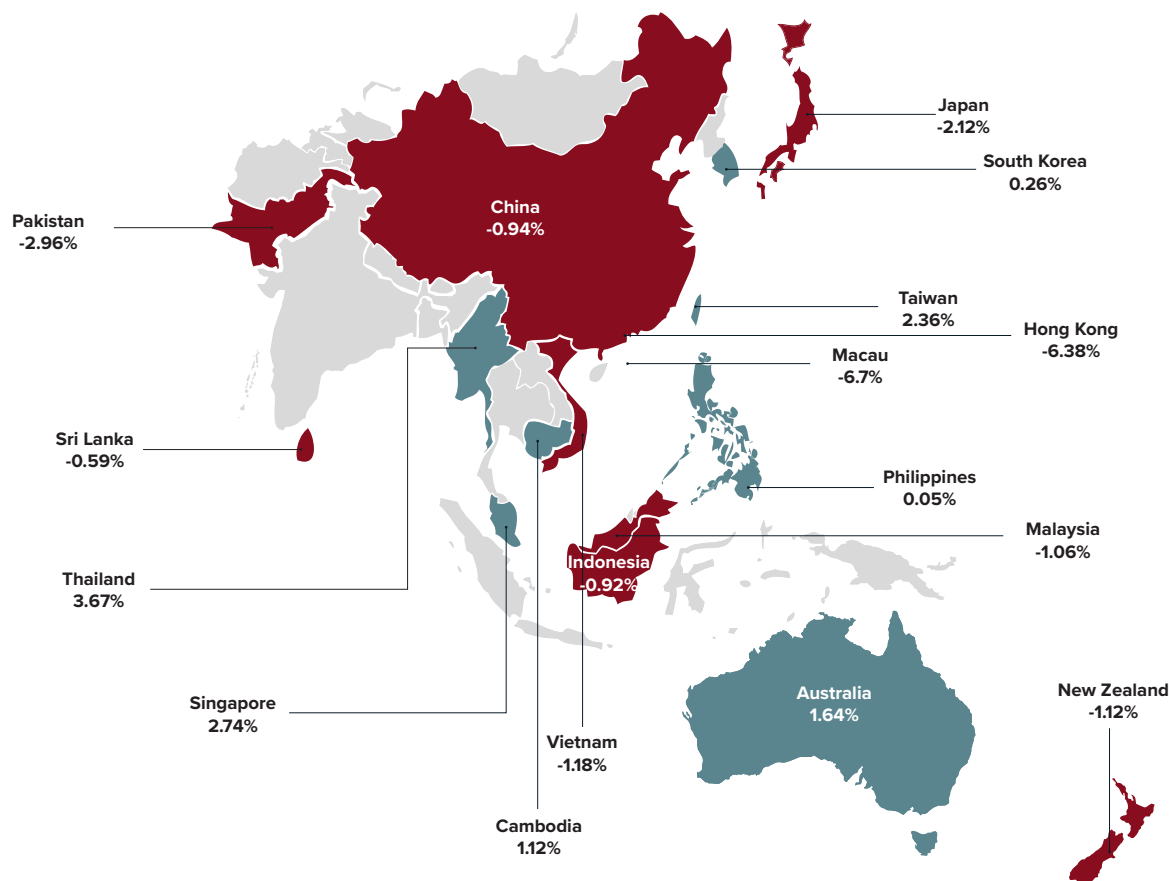 Japan
-2.12%
South Korea
0.26%
China
-0.94%
Pakistan
-2.96%
Taiwan
2.36%
Hong Kong
-6.38%
Macau
-6.7%
Sri Lanka
-0.59%
Philippines
0.05%
Malaysia
-1.06%
Indonesia
-0.92%
Thailand
3.67%
Singapore
2.74%
Australia
1.64%
New Zealand
-1.12%
Vietnam
-1.18%
Cambodia
1.12%